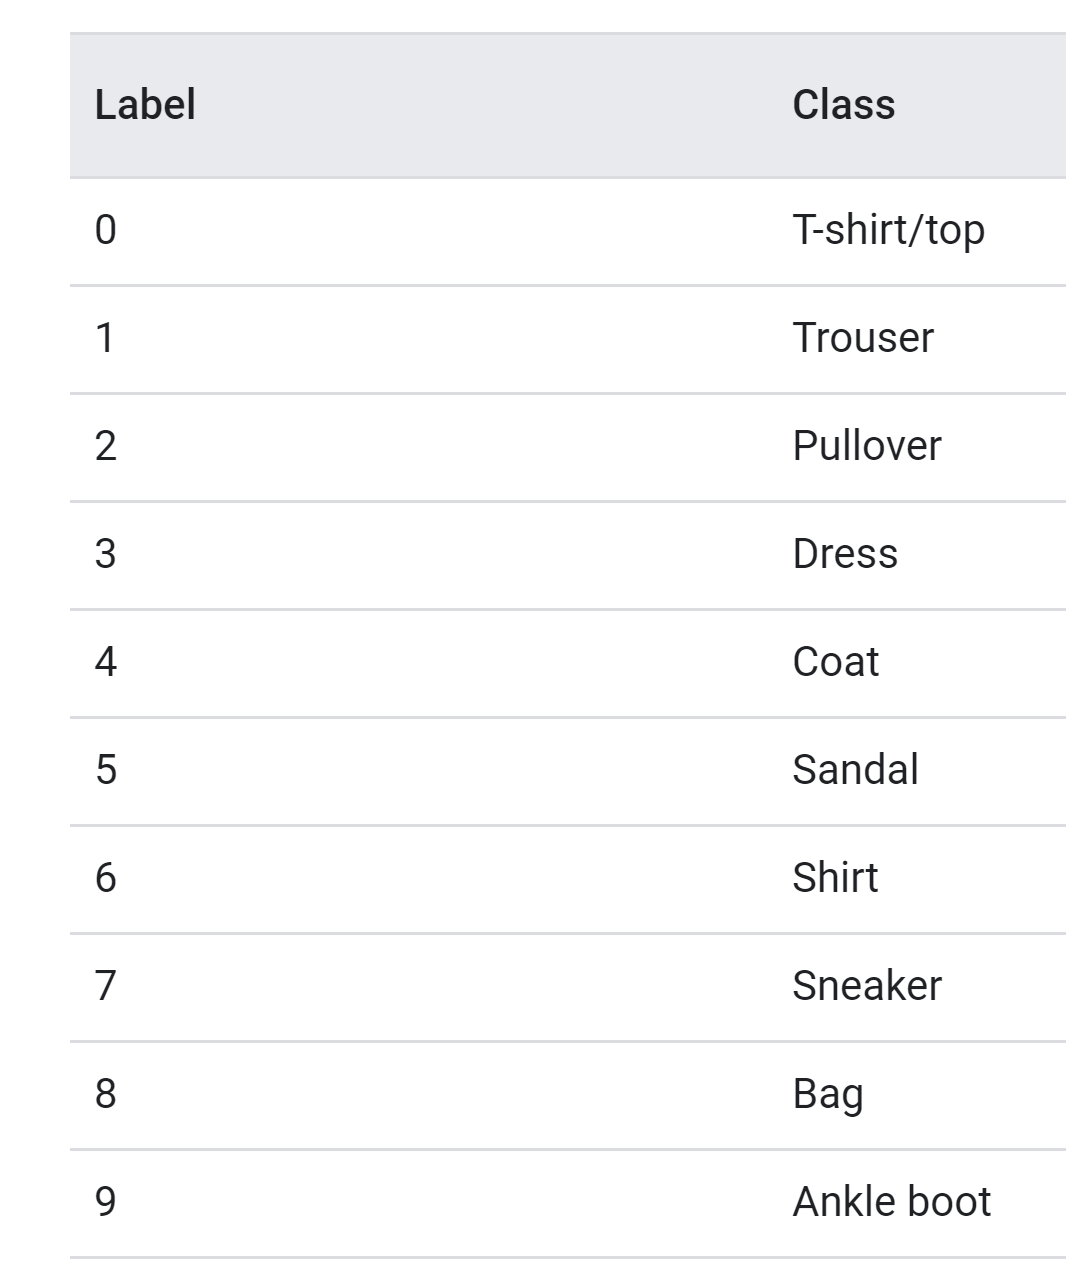 Label Class
0 T-shirt/top
1 Trouser
2 Pullover
3 Dress
4 Coat
5 Sandal
6 Shirt
7 Sneaker
8 Bag
9 Ankle boot